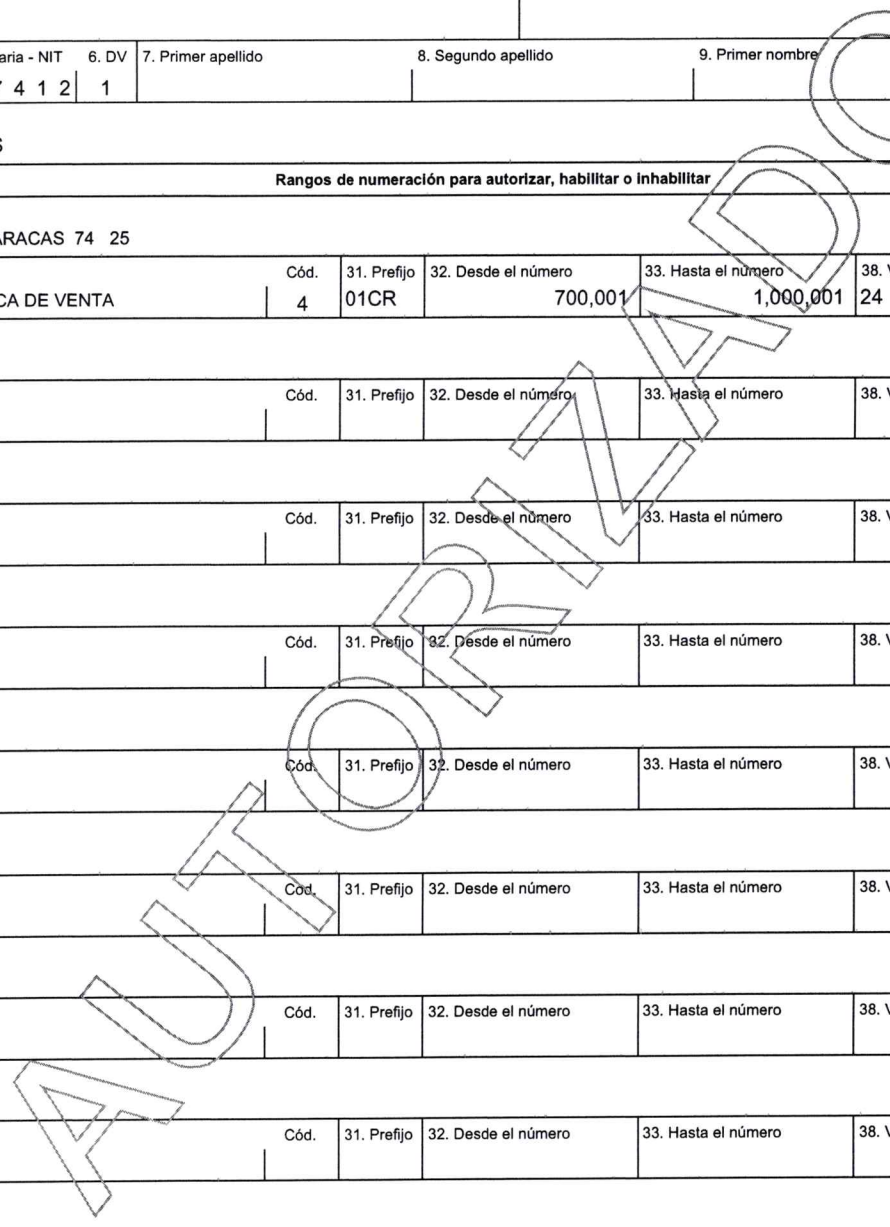 aria - NIT 6. DV 7. Primer apellido 8. Segundo apellido 9. Primer nombre
4 1 2 1
S
Rangos de numeración para autorizar, habilitar o inhabilitar
ARACAS 74 25
Cód. 31. Prefijo 32. Desde el número 33. Hasta el número 38. V
CA DE VENTA 4 01CR 700,001 1,000,001 24
Cód. 31. Prefijo 32. Desde el número 33. Hasta el número 38. V
Cód. 31. Prefijo 32. Desde el número 33. Hasta el número 38. V
Cód. 31. Prefijo 32. Desde el número 33. Hasta el número 38. V
Cód. 31. Prefijo 32. Desde el número 33. Hasta el número 38. V
Cód. 31. Prefijo 32. Desde el número 33. Hasta el número 38. V
Cód. 31. Prefijo 32. Desde el número 33. Hasta el número 38. V
Cód. 31. Prefijo 32. Desde el número 33. Hasta el número 38. V
AUTORIZADO